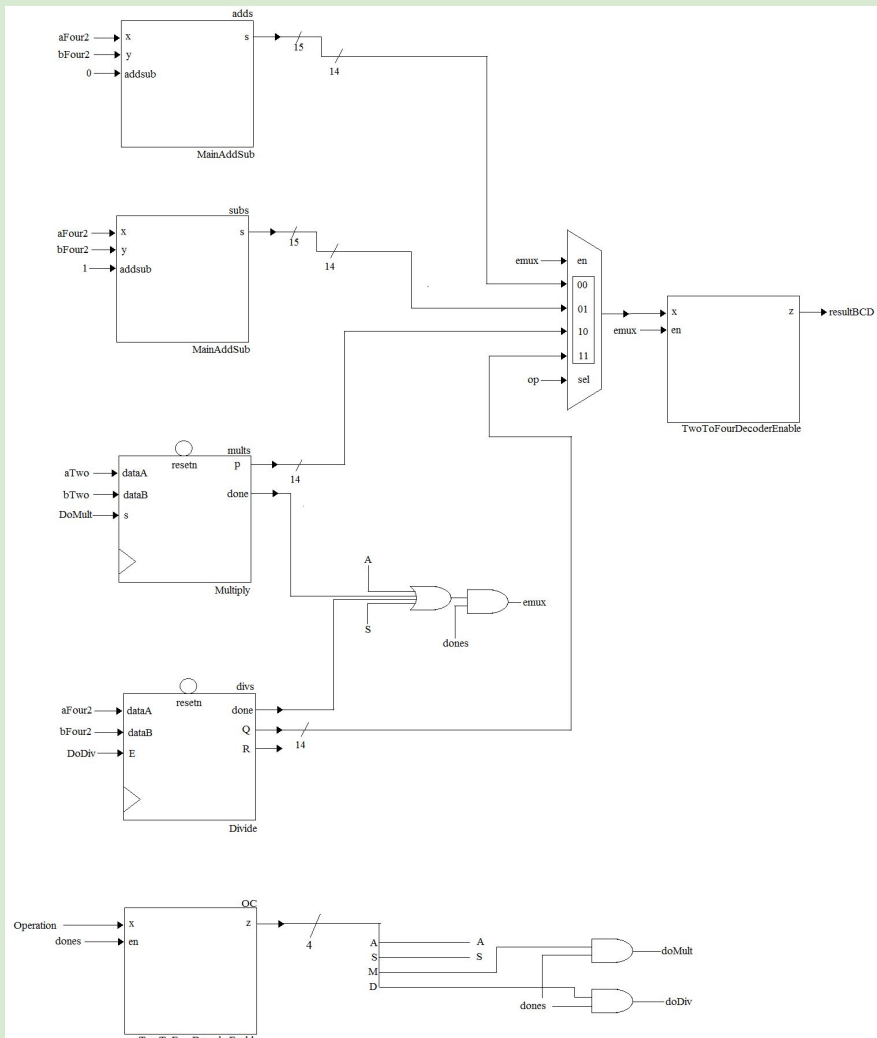 adds
aFour2
x
s
15
bFour2
y
14
0
addsub
MainAddSub
subs
aFour2
x
s
15
bFour2
y
14
1
addsub
MainAddSub
emux
en
00
01
10
11
op
sel
x
z
resultBCD
emux
en
TwoToFourDecoderEnable
resetn
mults
p
14
aTwo
dataA
bTwo
dataB
done
DoMult
s
Multiply
A
S
dones
emux
resetn
divs
aFour2
dataA
done
bFour2
dataB
Q
14
DoDiv
E
R
Divide
OC
Operation
x
z
4
dones
en
A
A
S
S
M
D
doMult
dones
doDiv